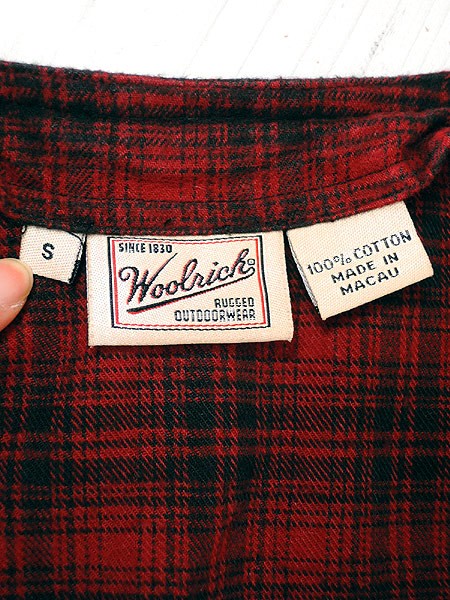 S
SINCE 1830
Woolrich
RUGGED
OUTDOORWEAR
100% COTTON
MADE IN
MACAU